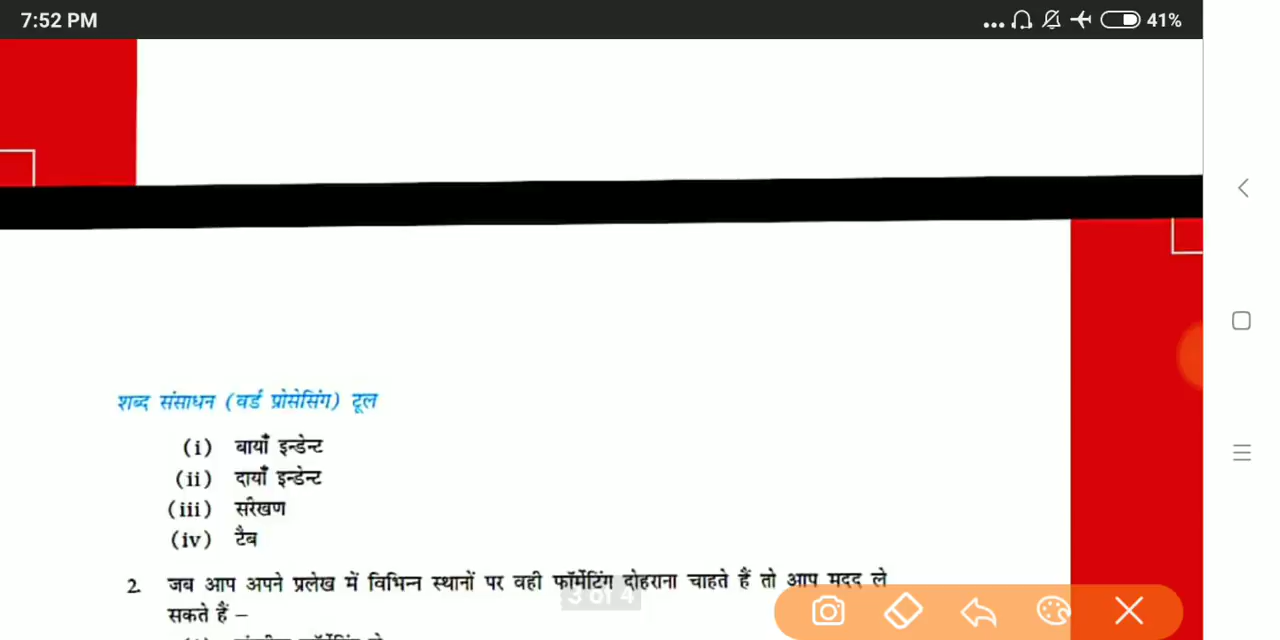 7:52 PM
41%
शब्द संसाधन (वर्ड प्रोसेसिंग) टूल
(i) बायाँ इन्डेन्ट
(ii) दायाँ इन्डेन्ट
(iii) सरेखण
(iv) टैब
2. जब आप अपने प्रलेख में विभिन्न स्थानों पर वही फॉर्मेटिंग दोहराना चाहते हैं तो आप मदद ले
सकते हैं –
3 of 4